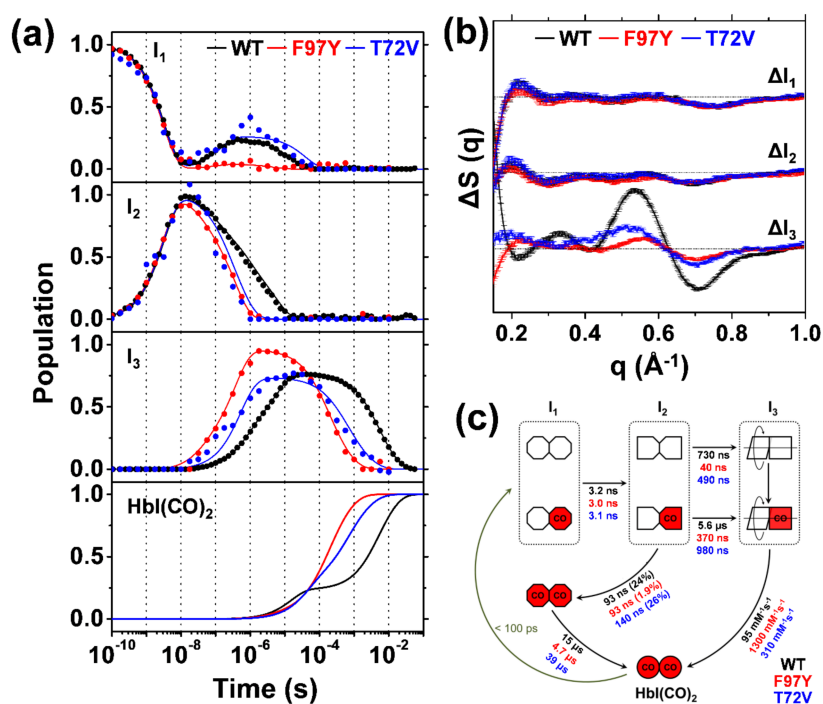 (a)
I1
WT F97Y T72V
1.0
0.5
0.0
I2
1.0
0.5
0.0
I3
1.0
0.5
0.0
HbI(CO)2
1.0
0.5
0.0
Population
10-10 10-8 10-6 10-4 10-2
Time (s)
(b)
WT F97Y T72V
ΔI1
ΔI2
ΔI3
ΔS (q)
0.2 0.4 0.6 0.8 1.0
q (Å-1)
(c)
I1 I2 I3
730 ns
40 ns
490 ns
3.2 ns
3.0 ns
3.1 ns
CO CO CO
5.6 µs
370 ns
980 ns
93 ns (24%)
93 ns (1.9%)
140 ns (26%)
CO CO
< 100 ps
15 µs
4.7 µs
39 µs
95 mM-1s-1
1300 mM-1s-1
310 mM-1s-1
CO CO
HbI(CO)2
WT
F97Y
T72V